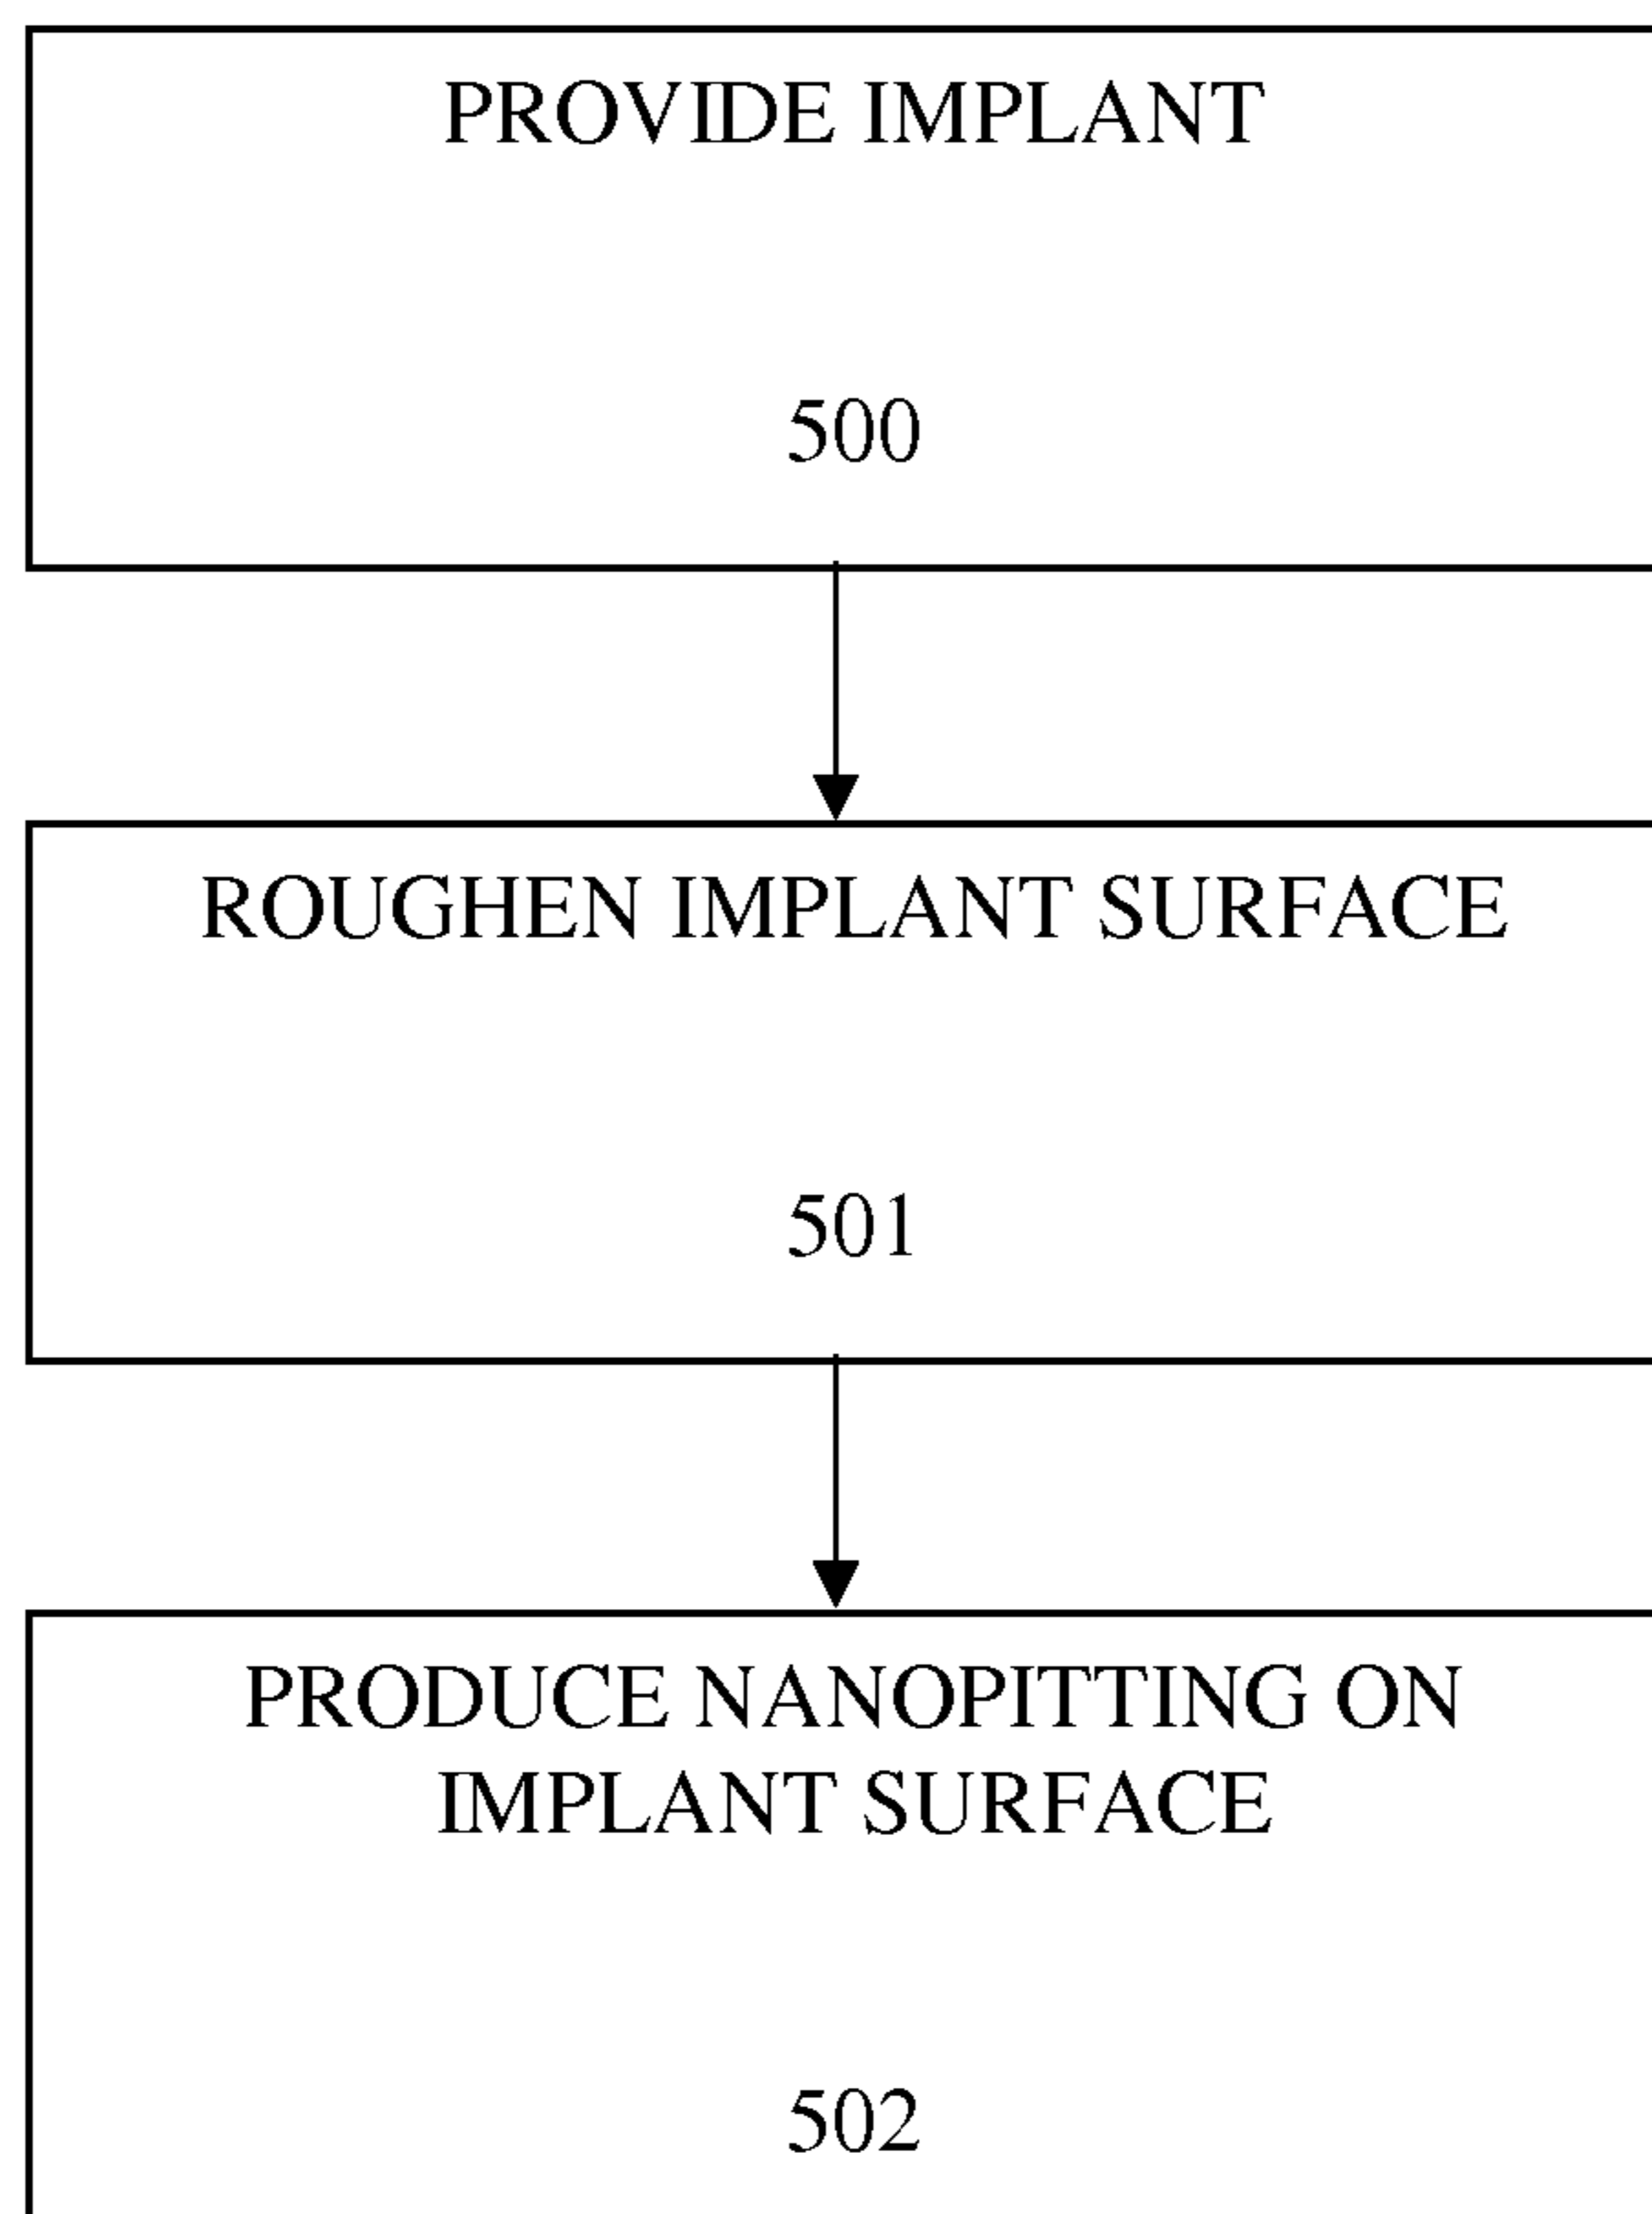 PROVIDE IMPLANT
500
ROUGHEN IMPLANT SURFACE
501
PRODUCE NANOPITTING ON
IMPLANT SURFACE
502